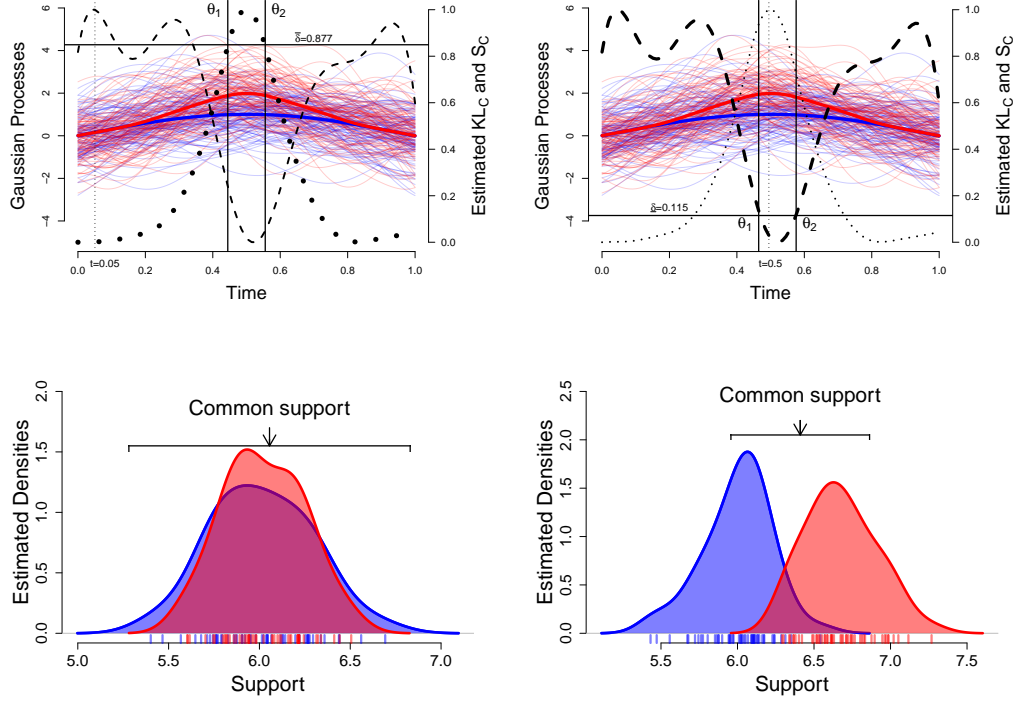 θ1
θ2
δ̅=0.877
6
4
2
0
−2
−4
Gaussian Processes
1.0
0.8
0.6
0.4
0.2
0.0
Estimated KLC and SC
0.0
0.2
0.4
0.6
0.8
1.0
t=0.05
Time
6
4
2
0
−2
−4
Gaussian Processes
δ̲=0.115
θ1
θ2
1.0
0.8
0.6
0.4
0.2
0.0
Estimated KLC and SC
0.0
0.2
0.4
0.6
0.8
1.0
t=0.5
Time
Common support
2.0
1.5
1.0
0.5
0.0
Estimated Densities
5.0
5.5
6.0
6.5
7.0
Support
Common support
2.5
2.0
1.5
1.0
0.5
0.0
Estimated Densities
5.5
6.0
6.5
7.0
7.5
Support